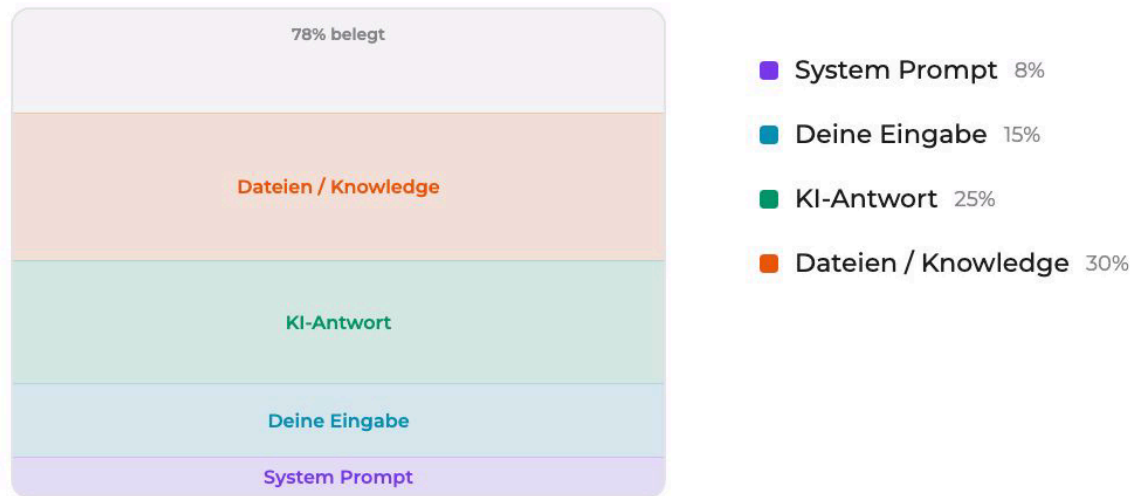 78% belegt
Dateien / Knowledge
KI-Antwort
Deine Eingabe
System Prompt
System Prompt 8%
Deine Eingabe 15%
KI-Antwort 25%
Dateien / Knowledge 30%